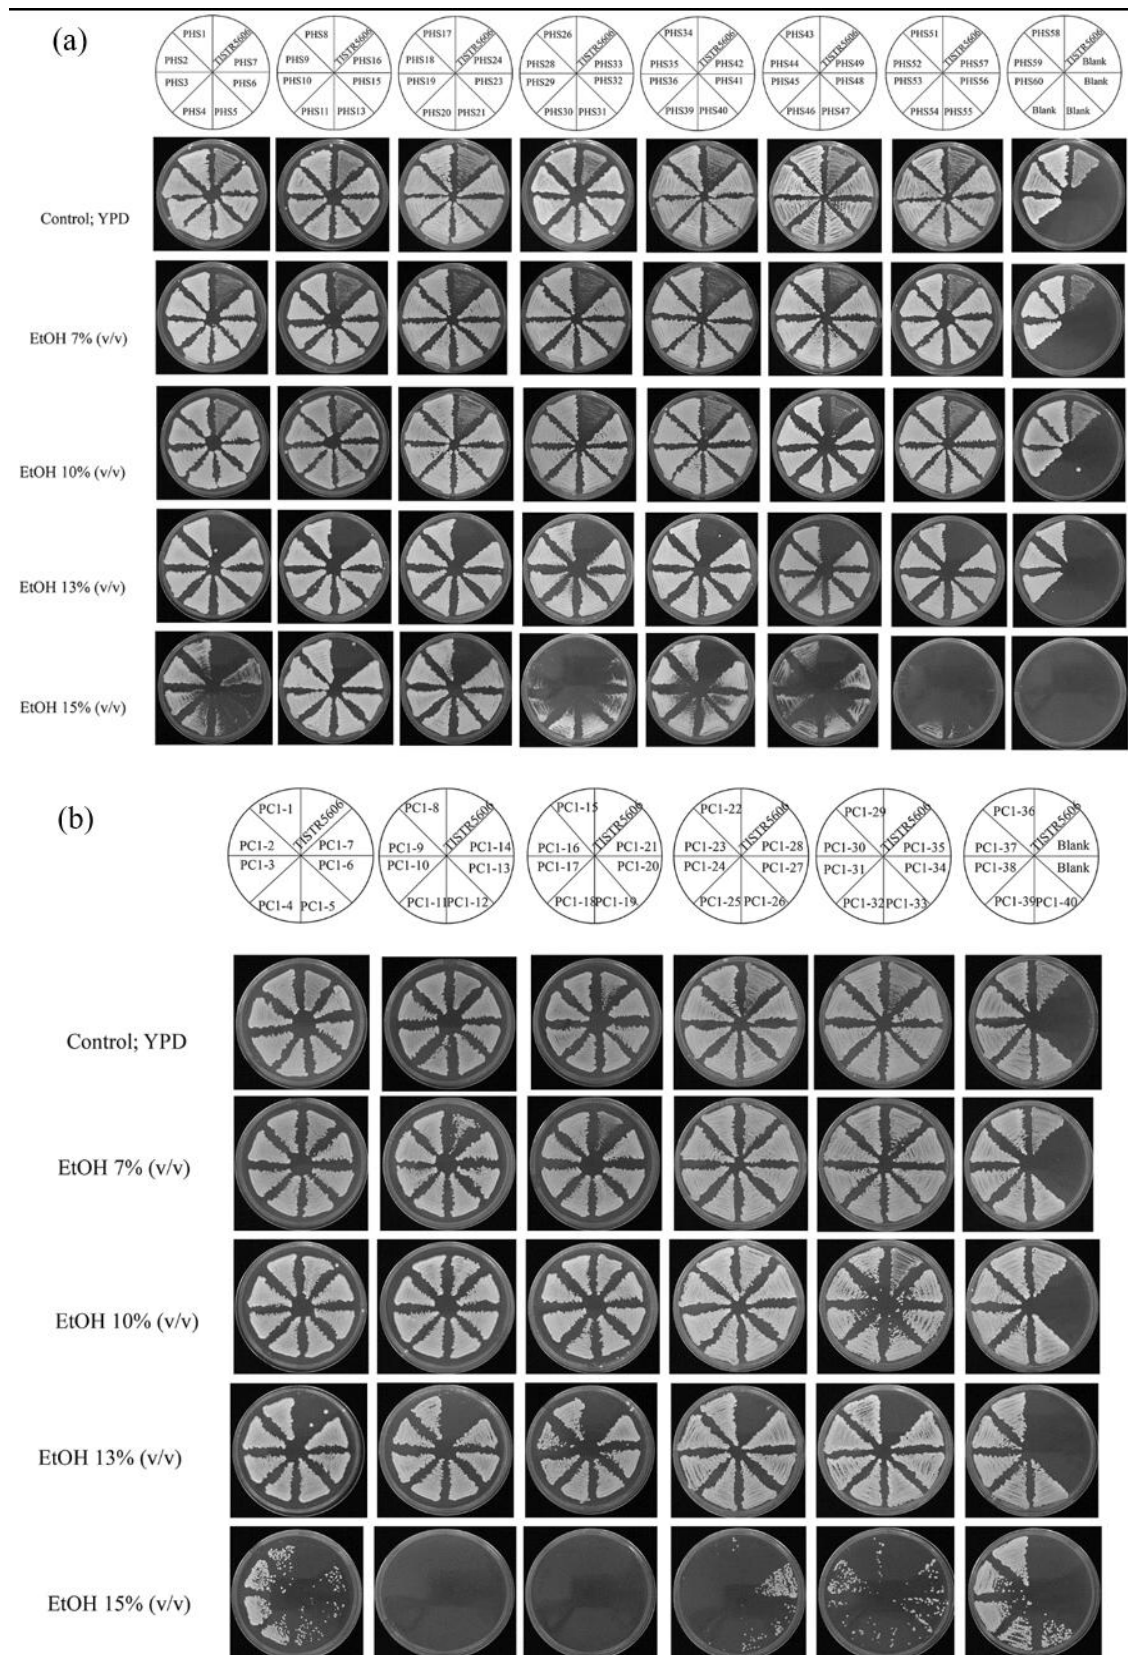 (a)
PHS1 TISTR5606 PHS2 PHS7 PHS3 PHS6 PHS4 PHS5
PHS8 TISTR5606 PHS9 PHS16 PHS10 PHS15 PHS11 PHS13
PHS17 TISTR5606 PHS18 PHS24 PHS19 PHS23 PHS20 PHS21
PHS26 TISTR5606 PHS28 PHS33 PHS29 PHS32 PHS30 PHS31
PHS34 TISTR5606 PHS35 PHS42 PHS36 PHS41 PHS39 PHS40
PHS43 TISTR5606 PHS44 PHS49 PHS45 PHS48 PHS46 PHS47
PHS51 TISTR5606 PHS52 PHS57 PHS53 PHS56 PHS54 PHS55
PHS58 TISTR5606 PHS59 Blank PHS60 Blank Blank Blank
Control; YPD
EtOH 7% (v/v)
EtOH 10% (v/v)
EtOH 13% (v/v)
EtOH 15% (v/v)
(b)
PC1-1 TISTR5606 PC1-2 PC1-7 PC1-3 PC1-6 PC1-4 PC1-5
PC1-8 TISTR5606 PC1-9 PC1-14 PC1-10 PC1-13 PC1-11 PC1-12
PC1-15 TISTR5606 PC1-16 PC1-21 PC1-17 PC1-20 PC1-18 PC1-19
PC1-22 TISTR5606 PC1-23 PC1-28 PC1-24 PC1-27 PC1-25 PC1-26
PC1-29 TISTR5606 PC1-30 PC1-35 PC1-31 PC1-34 PC1-32 PC1-33
PC1-36 TISTR5606 PC1-37 Blank PC1-38 Blank PC1-39 PC1-40
Control; YPD
EtOH 7% (v/v)
EtOH 10% (v/v)
EtOH 13% (v/v)
EtOH 15% (v/v)